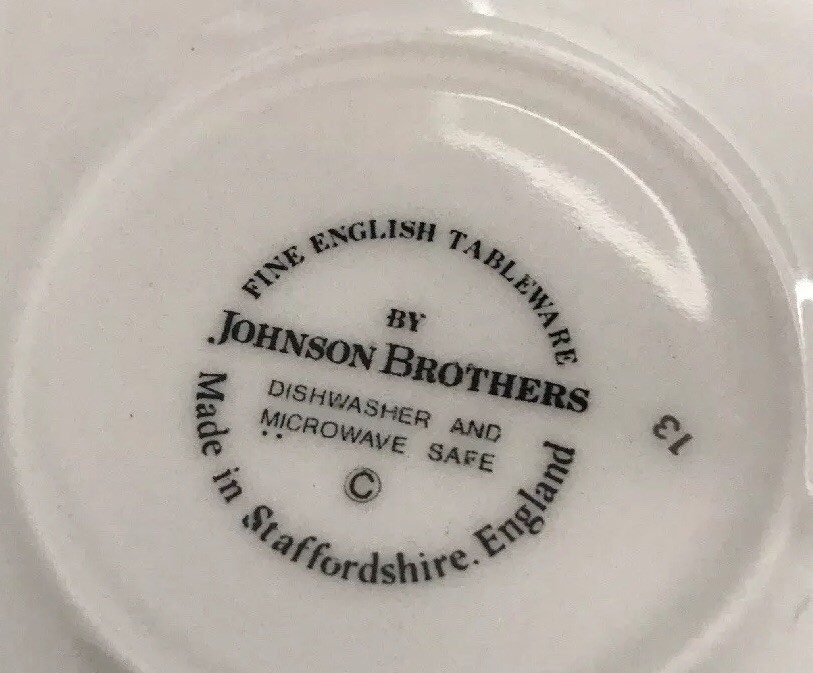 FINE ENGLISH TABLEWARE
BY
JOHNSON BROTHERS
DISHWASHER AND
MICROWAVE SAFE
©
Made in Staffordshire. England
13